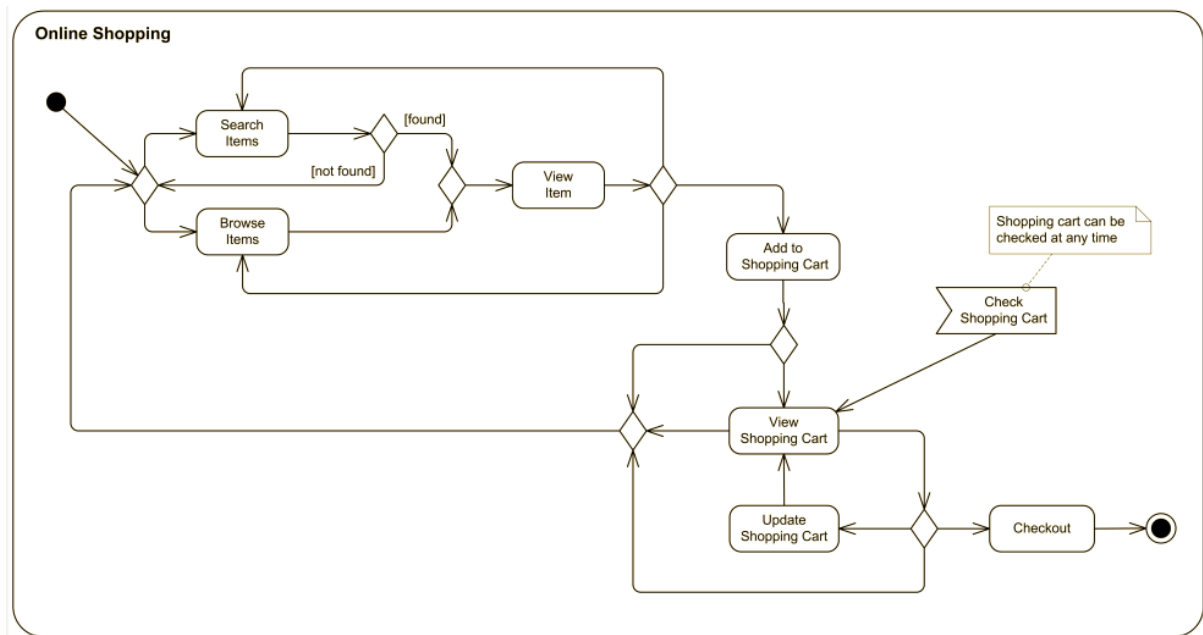 Online Shopping
Search
Items
[found]
[not found]
View
Item
Browse
Items
Shopping cart can be
checked at any time
Add to
Shopping Cart
Check
Shopping Cart
View
Shopping Cart
Update
Shopping Cart
Checkout